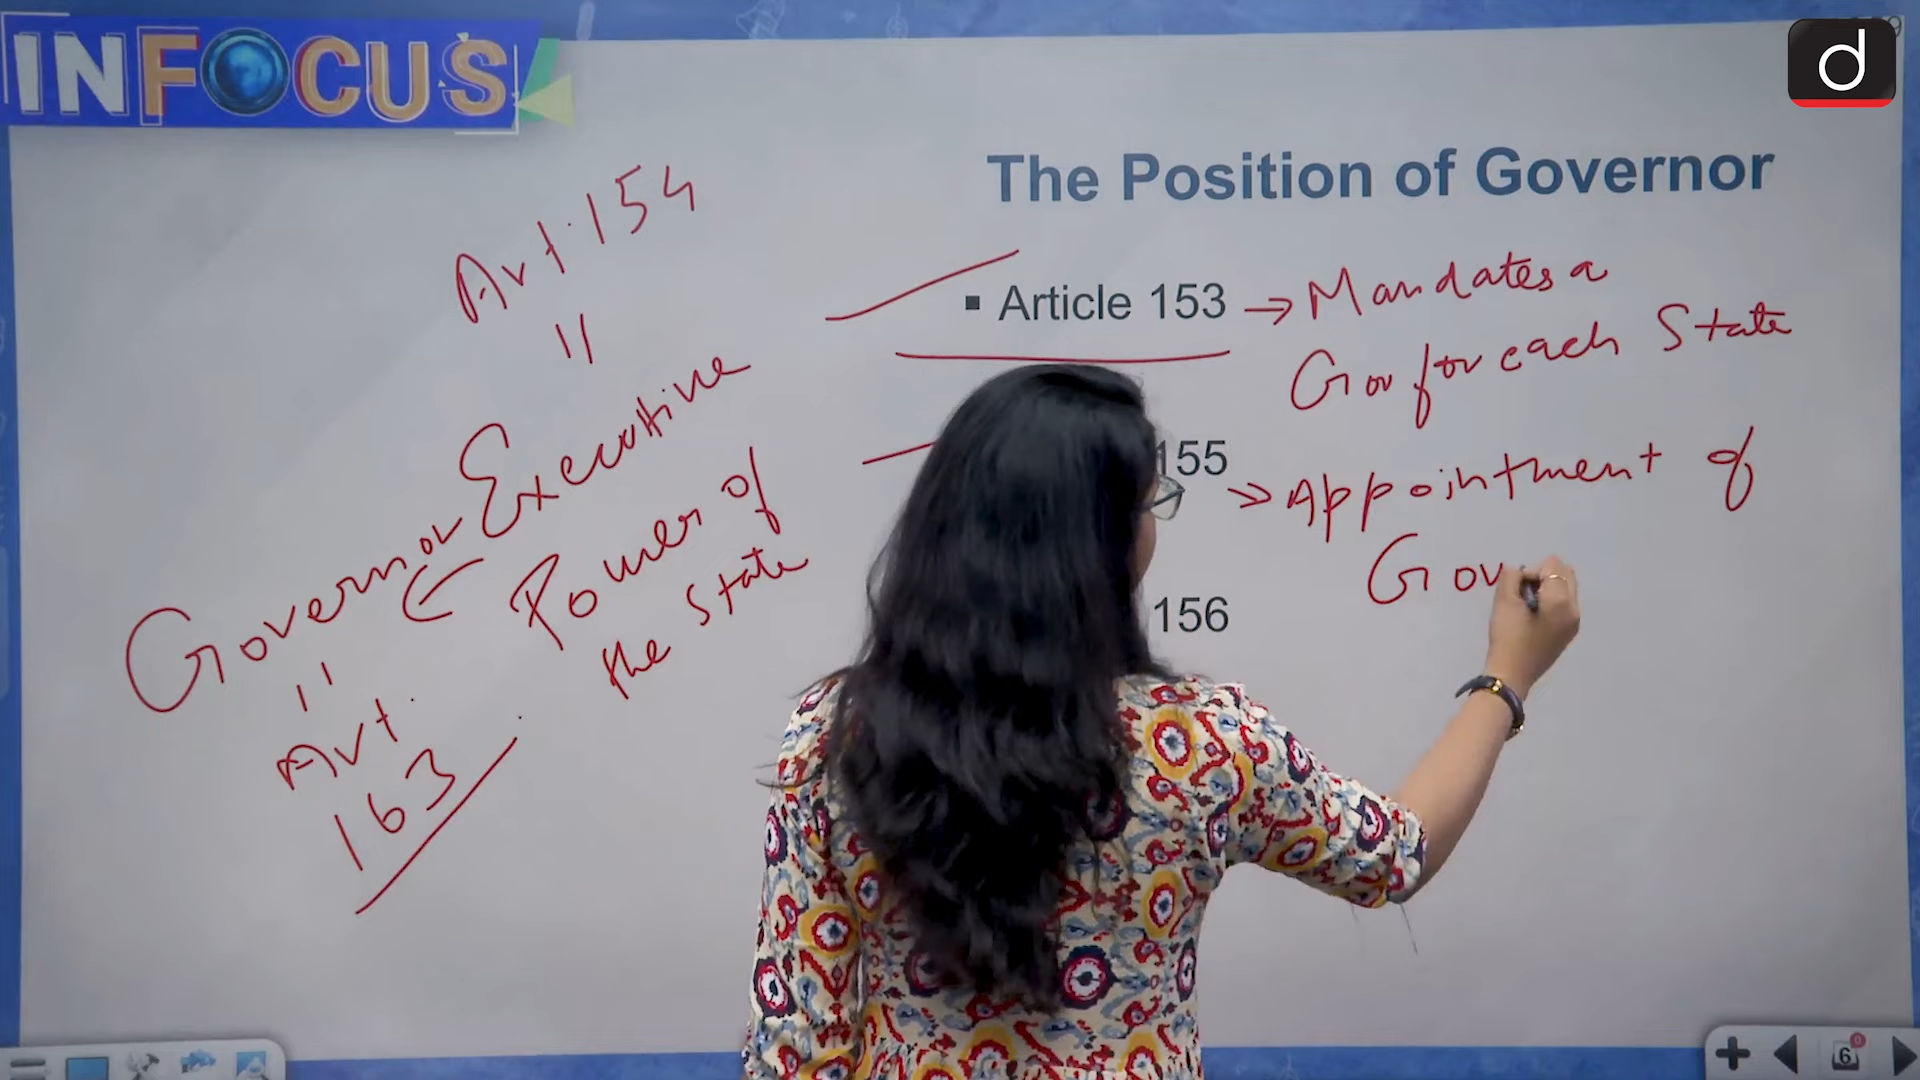 INFOCUS
d
The Position of Governor
Art. 154
Executive
Power of
the State
Governor
Art.
163
▪ Article 153 → Mandates a
Gov for each State
155 → Appointment of
Gov
156
6